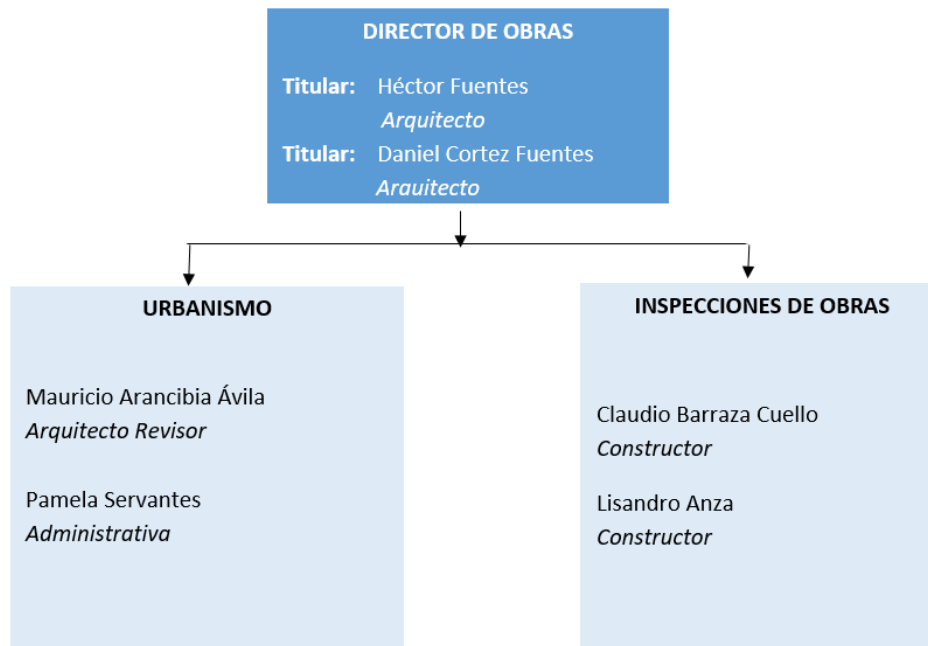 DIRECTOR DE OBRAS
Titular: Héctor Fuentes
Arquitecto
Titular: Daniel Cortez Fuentes
Arquitecto
URBANISMO
Mauricio Arancibia Ávila
Arquitecto Revisor
Pamela Servantes
Administrativa
INSPECCIONES DE OBRAS
Claudio Barraza Cuello
Constructor
Lisandro Anza
Constructor